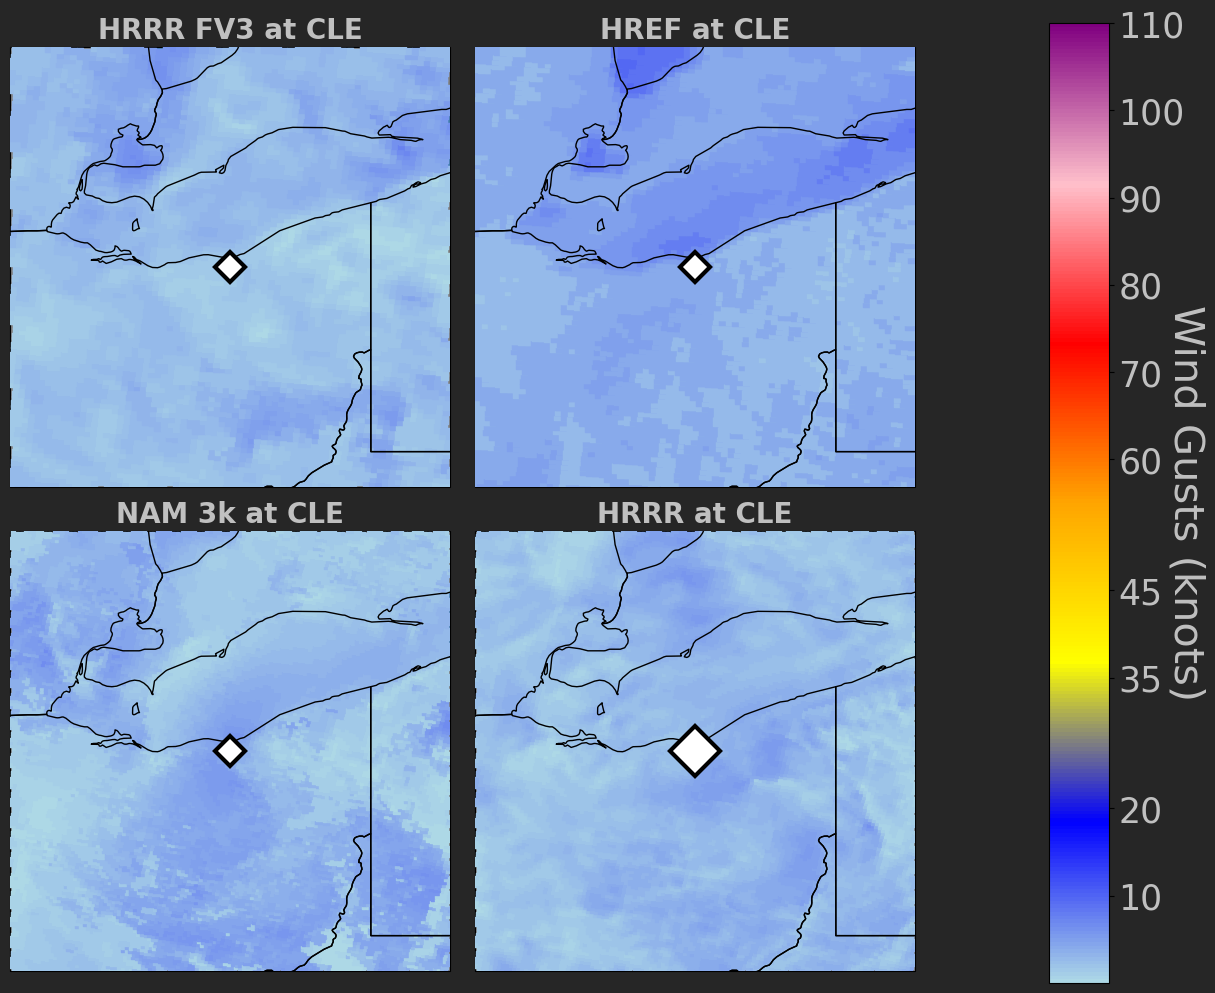 HRRR FV3 at CLE
HREF at CLE
NAM 3k at CLE
HRRR at CLE
110
100
90
80
70
60
45
35
20
10
Wind Gusts (knots)